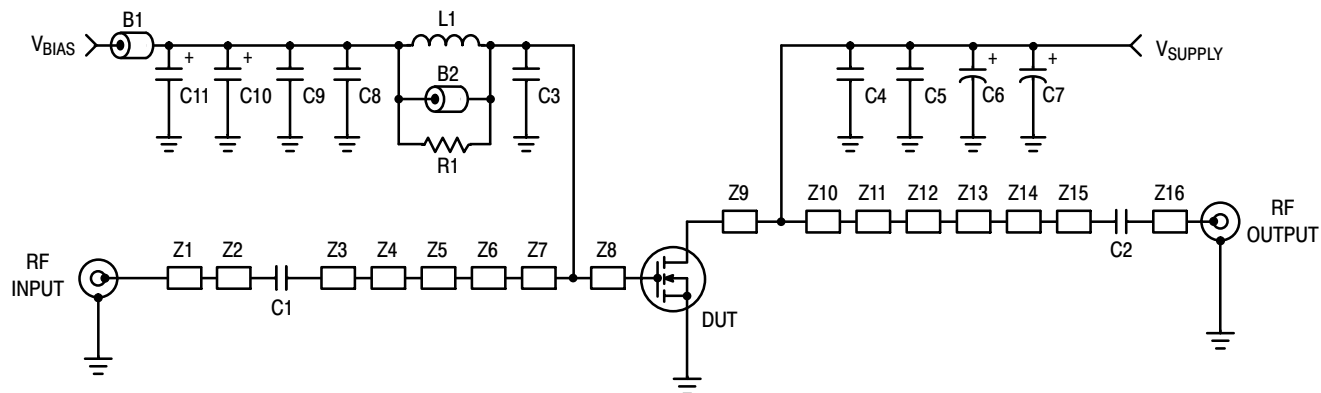 B1
L1
VBIAS
VSUPPLY
+
+
B2
+
+
C11
C10
C9
C8
C3
C4
C5
C6
C7
R1
Z9
Z10
Z11
Z12
Z13
Z14
Z15
Z16
RF
OUTPUT
C2
RF
INPUT
Z1
Z2
Z3
Z4
Z5
Z6
Z7
Z8
C1
DUT